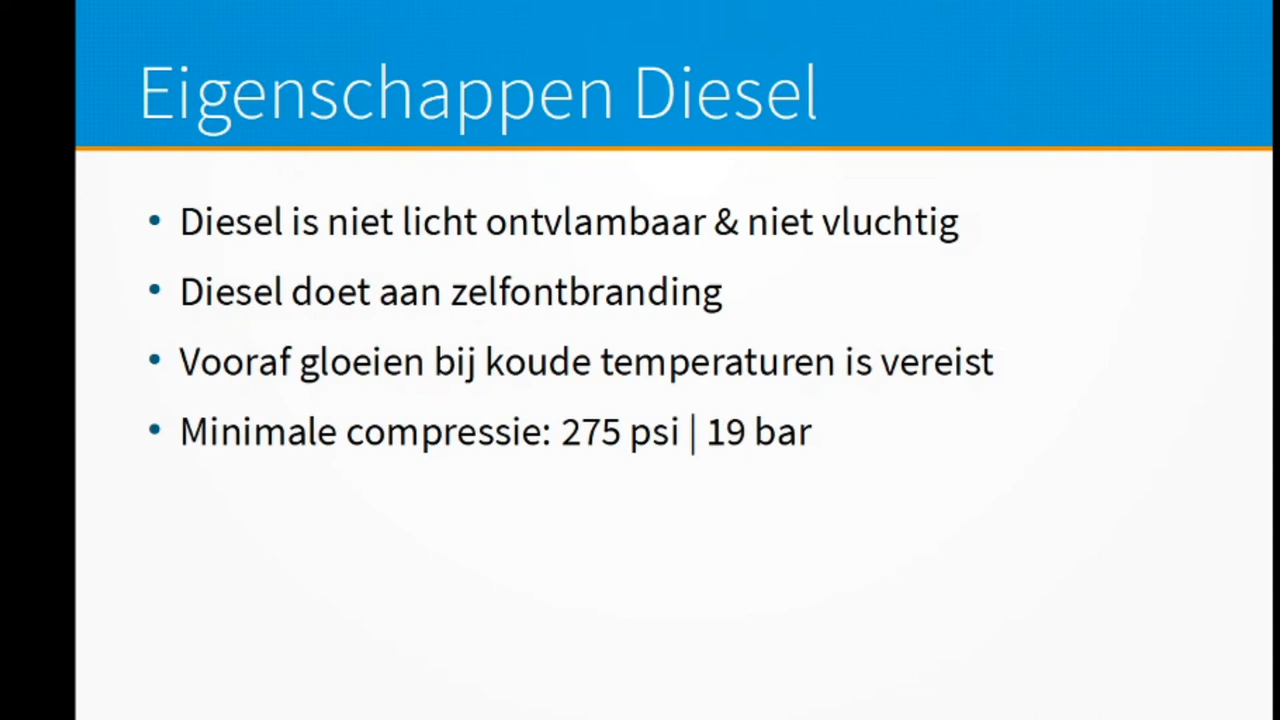 Eigenschappen Diesel
• Diesel is niet licht ontvlambaar & niet vluchtig
• Diesel doet aan zelfontbranding
• Vooraf gloeien bij koude temperaturen is vereist
• Minimale compressie: 275 psi | 19 bar